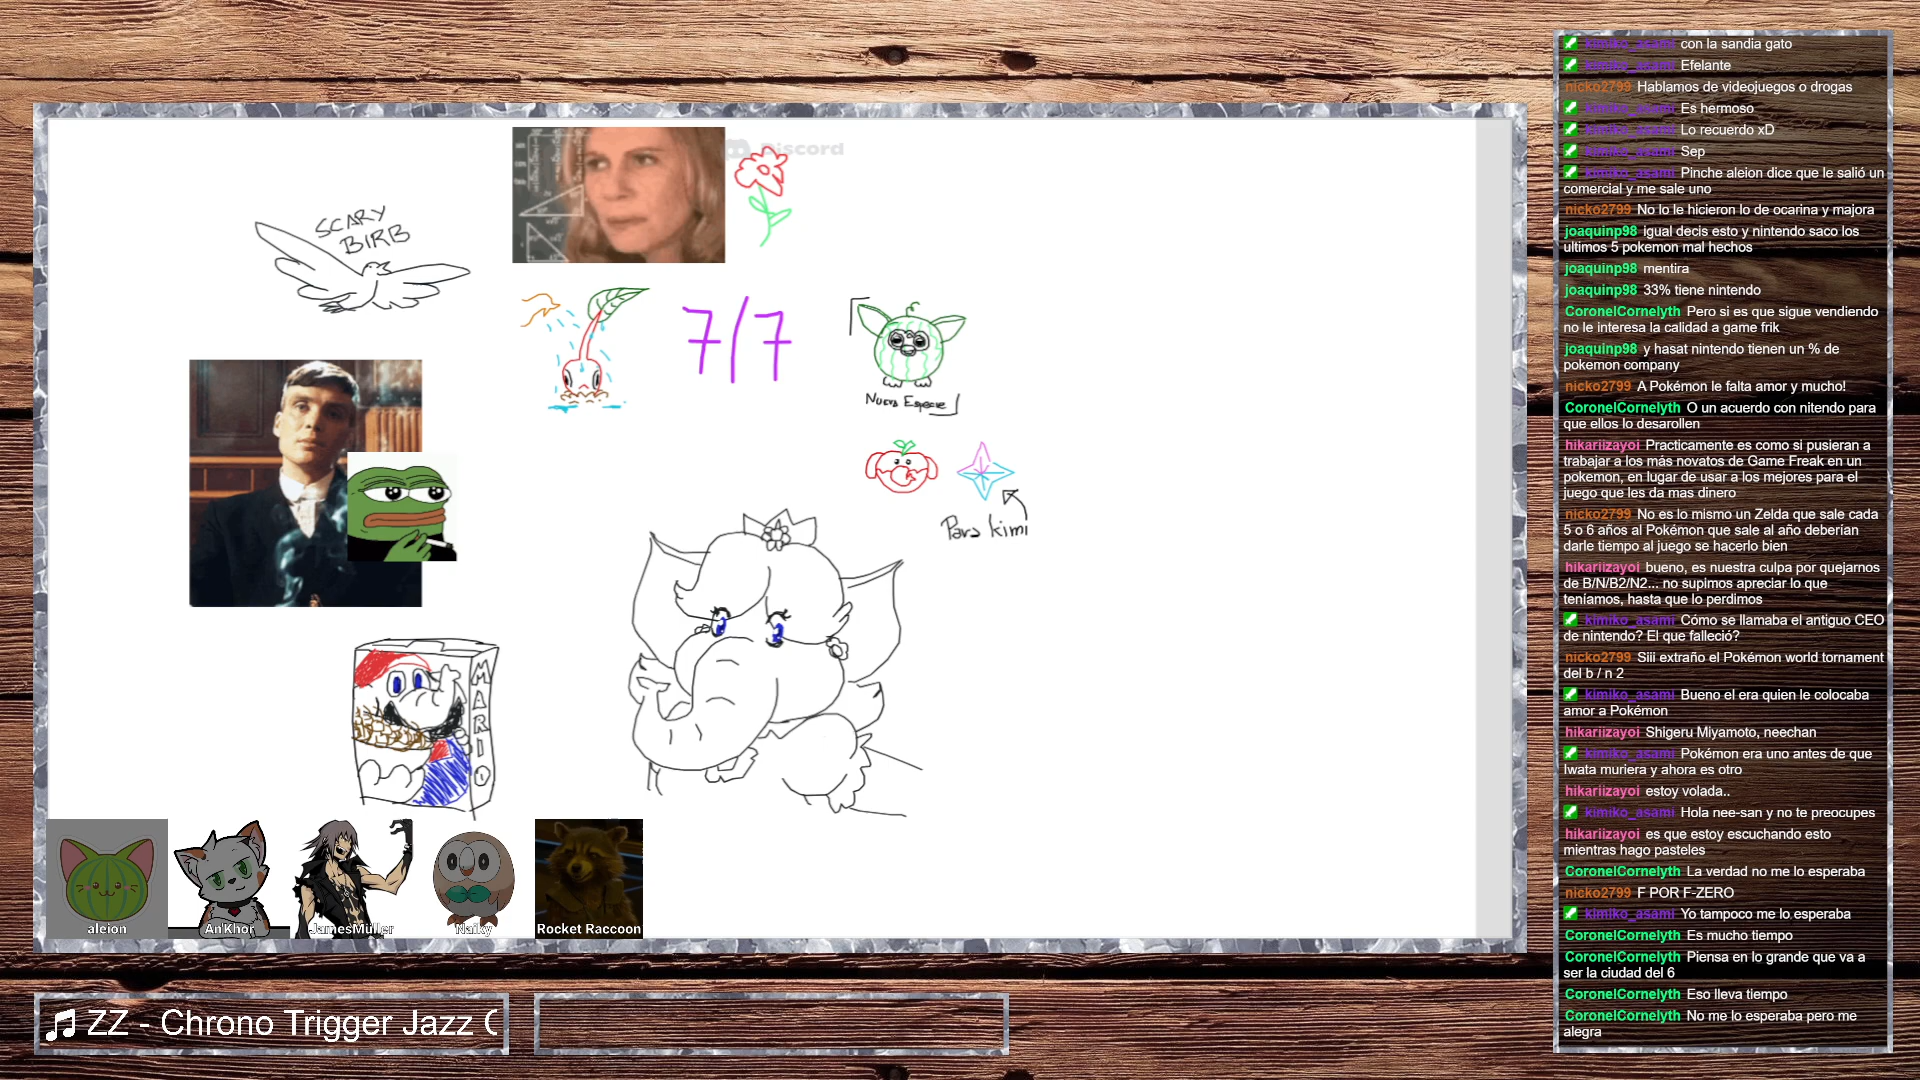 Discord
SCARY
BIRB
7/7
Nueva Especie
Para kimi
MARIO
aleion
An'Khor
JamesMüller
Naiky
Rocket Raccoon
ZZ - Chrono Trigger Jazz
kimiko_asami con la sandia gato
kimiko_asami Efelante
nicko2799 Hablamos de videojuegos o drogas
kimiko_asami Es hermoso
kimiko_asami Lo recuerdo xD
kimiko_asami Sep
kimiko_asami Pinche aleion dice que le salió un
comercial y me sale uno
nicko2799 No lo le hicieron lo de ocarina y majora
joaquinp98 igual decis esto y nintendo saco los
ultimos 5 pokemon mal hechos
joaquinp98 mentira
joaquinp98 33% tiene nintendo
CoronelCornelyth Pero si es que sigue vendiendo
no le interesa la calidad a game frik
joaquinp98 y hasat nintendo tienen un % de
pokemon company
nicko2799 A Pokémon le falta amor y mucho!
CoronelCornelyth O un acuerdo con nitendo para
que ellos lo desarollen
hikariizayoi Practicamente es como si pusieran a
trabajar a los más novatos de Game Freak en un
pokemon, en lugar de usar a los mejores para el
juego que les da mas dinero
nicko2799 No es lo mismo un Zelda que sale cada
5 o 6 años al Pokémon que sale al año deberían
darle tiempo al juego se hacerlo bien
hikariizayoi bueno, es nuestra culpa por quejarnos
de B/N/B2/N2... no supimos apreciar lo que
teníamos, hasta que lo perdimos
kimiko_asami Cómo se llamaba el antiguo CEO
de nintendo? El que falleció?
nicko2799 Siii extraño el Pokémon world tornament
del b / n 2
kimiko_asami Bueno el era quien le colocaba
amor a Pokémon
hikariizayoi Shigeru Miyamoto, neechan
kimiko_asami Pokémon era uno antes de que
Iwata muriera y ahora es otro
hikariizayoi estoy volada..
kimiko_asami Hola nee-san y no te preocupes
hikariizayoi es que estoy escuchando esto
mientras hago pasteles
CoronelCornelyth La verdad no me lo esperaba
nicko2799 F POR F-ZERO
kimiko_asami Yo tampoco me lo esperaba
CoronelCornelyth Es mucho tiempo
CoronelCornelyth Piensa en lo grande que va a
ser la ciudad del 6
CoronelCornelyth Eso lleva tiempo
CoronelCornelyth No me lo esperaba pero me
alegra